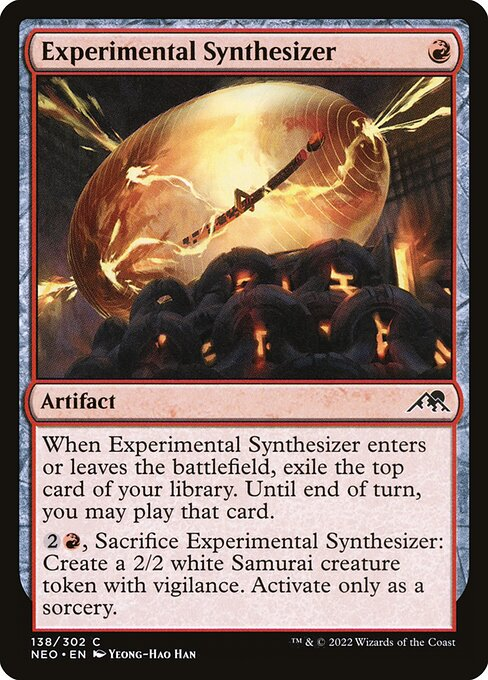 Experimental Synthesizer
Artifact
When Experimental Synthesizer enters
or leaves the battlefield, exile the top
card of your library. Until end of turn,
you may play that card.
2, Sacrifice Experimental Synthesizer:
Create a 2/2 white Samurai creature
token with vigilance. Activate only as a
sorcery.
138/302 C
NEO • EN Yeong-Hao Han
™ & © 2022 Wizards of the Coast